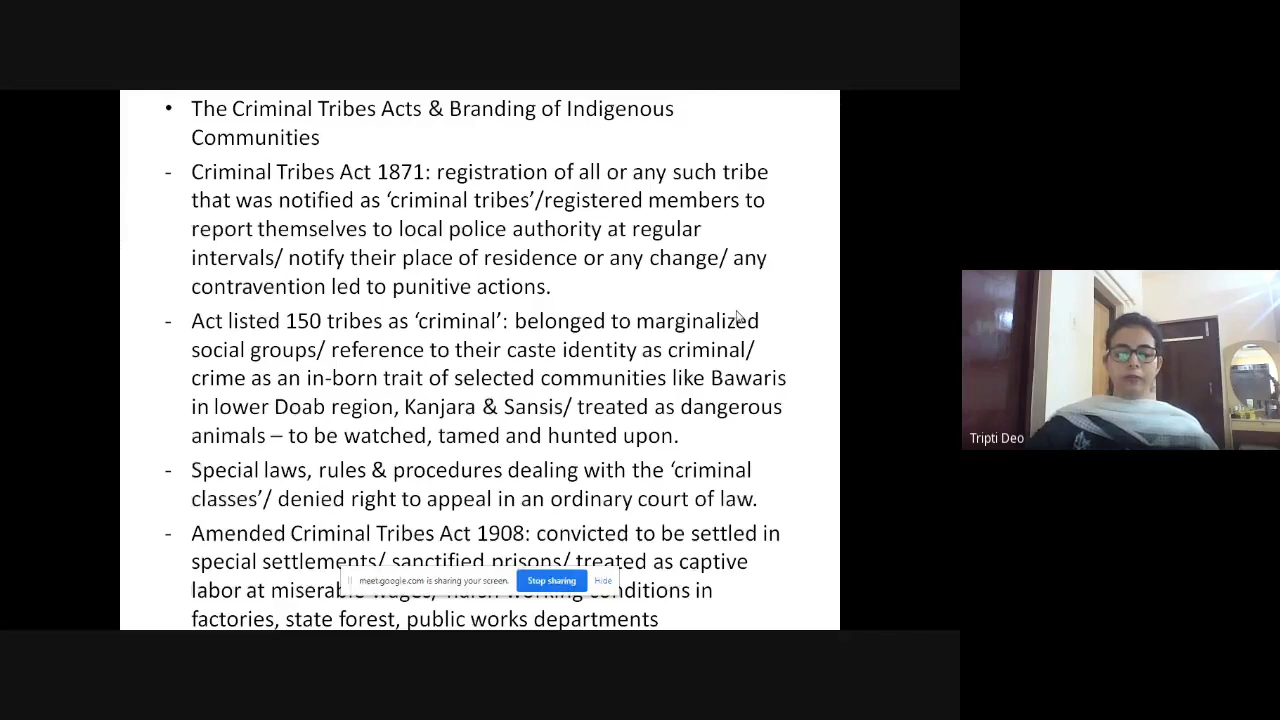 • The Criminal Tribes Acts & Branding of Indigenous
Communities
- Criminal Tribes Act 1871: registration of all or any such tribe
that was notified as ‘criminal tribes’/registered members to
report themselves to local police authority at regular
intervals/ notify their place of residence or any change/ any
contravention led to punitive actions.
- Act listed 150 tribes as ‘criminal’: belonged to marginalized
social groups/ reference to their caste identity as criminal/
crime as an in-born trait of selected communities like Bawaris
in lower Doab region, Kanjara & Sansis/ treated as dangerous
animals – to be watched, tamed and hunted upon.
- Special laws, rules & procedures dealing with the ‘criminal
classes’/ denied right to appeal in an ordinary court of law.
- Amended Criminal Tribes Act 1908: convicted to be settled in
special settlements/ sanctified prisons/ treated as captive
labor at miserable wages/ harsh working conditions in
factories, state forest, public works departments
meet.google.com is sharing your screen. Stop sharing Hide
Tripti Deo